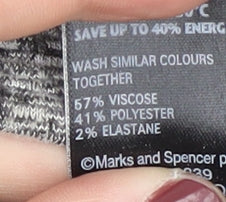 SAVE UP TO 40% ENERG
WASH SIMILAR COLOURS
TOGETHER
57% VISCOSE
41% POLYESTER
2% ELASTANE
©Marks and Spencer p